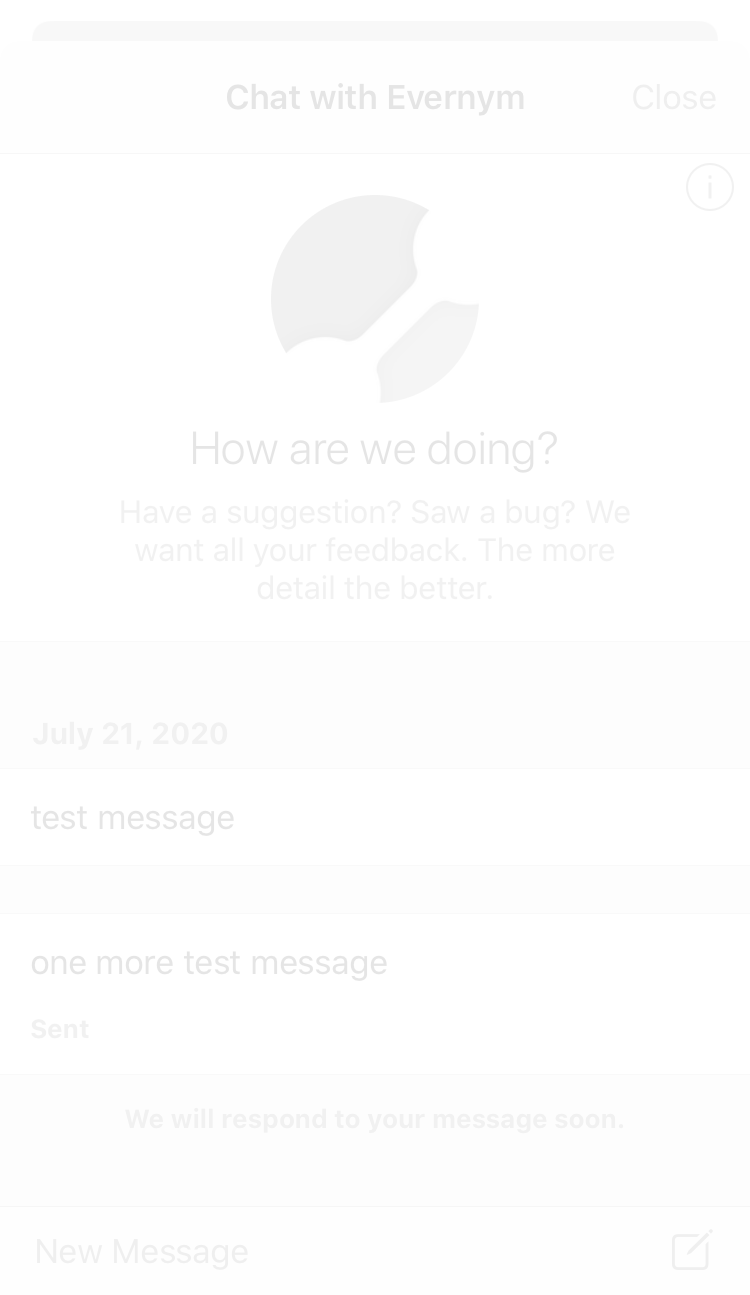 Chat with Evernym
Close
How are we doing?
Have a suggestion? Saw a bug? We
want all your feedback. The more
detail the better.
July 21, 2020
test message
one more test message
Sent
We will respond to your message soon.
New Message